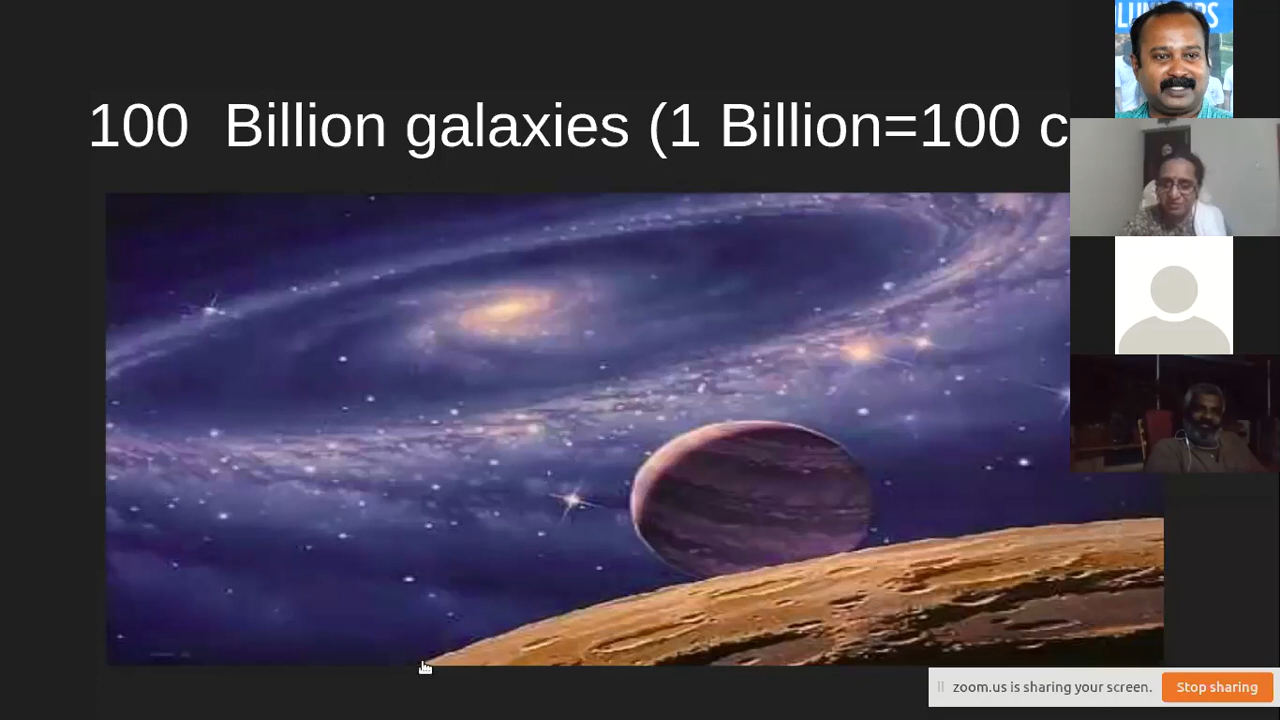 100  Billion galaxies (1 Billion=100 c
zoom.us is sharing your screen.
Stop sharing